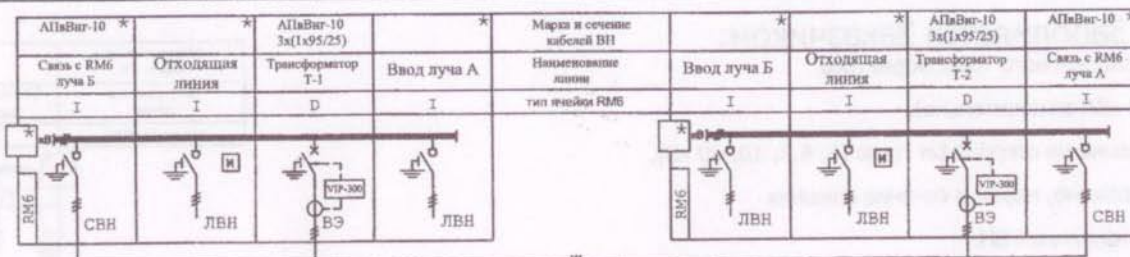 АПвВнг-10 * * * * Марка и сечение * * АПвВнг-10 * АПвВнг-10 *
3х(1х95/25) кабелей ВН 3х(1х95/25)
Связь с RM6 Отходящая Трансформатор Ввод луча А Наименование Ввод луча Б Отходящая Трансформатор Связь с RM6
луча Б линия Т-1 линии линия Т-2 луча А
I I D I тип ячейки RM6 I I D I
* кВ * кВ
М М
VIP-300 VIP-300
RM6 СВН ЛВН ВЭ ЛВН RM6 ЛВН ЛВН ВЭ СВН